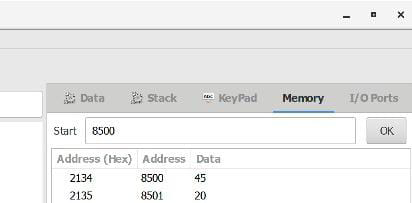 Data Stack KeyPad Memory I/O Ports
Start 8500 OK
Address (Hex) Address Data
2134 8500 45
2135 8501 20